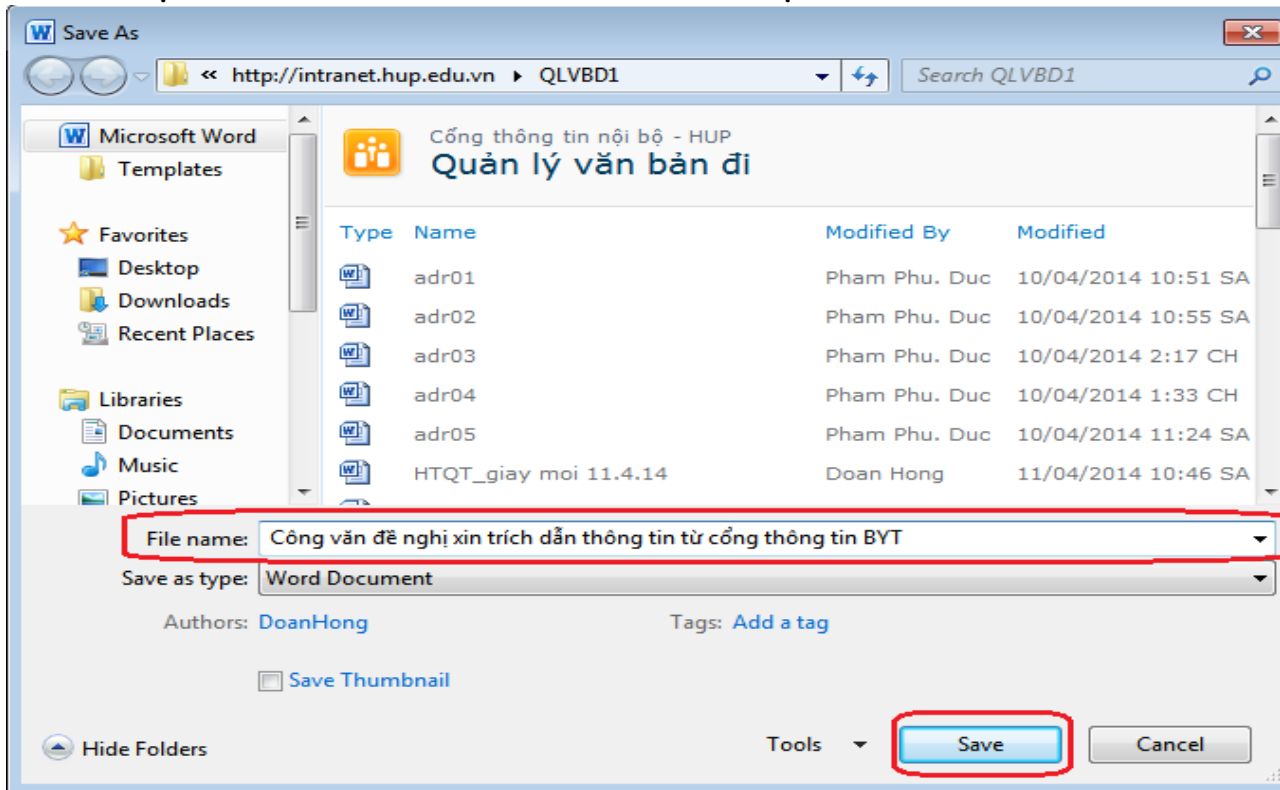 Save As
« http://intranet.hup.edu.vn ▸ QLVBD1
Search QLVBD1
Microsoft Word
Templates
Favorites
Desktop
Downloads
Recent Places
Libraries
Documents
Music
Pictures
Cổng thông tin nội bộ - HUP
Quản lý văn bản đi
Type Name Modified By Modified
adr01 Pham Phu. Duc 10/04/2014 10:51 SA
adr02 Pham Phu. Duc 10/04/2014 10:55 SA
adr03 Pham Phu. Duc 10/04/2014 2:17 CH
adr04 Pham Phu. Duc 10/04/2014 1:33 CH
adr05 Pham Phu. Duc 10/04/2014 11:24 SA
HTQT_giay moi 11.4.14 Doan Hong 11/04/2014 10:46 SA
File name: Công văn đề nghị xin trích dẫn thông tin từ cổng thông tin BYT
Save as type: Word Document
Authors: DoanHong Tags: Add a tag
Save Thumbnail
Hide Folders Tools Save Cancel